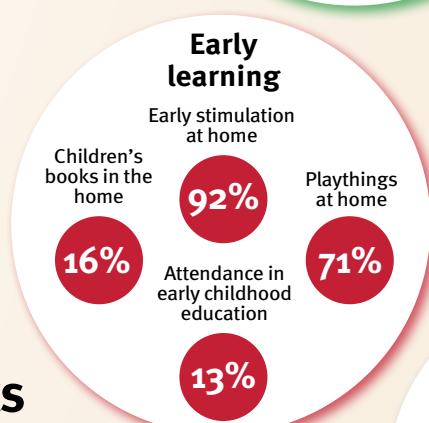 Early
learning
Early stimulation
at home
92%
Children’s
books in the
home
16%
Playthings
at home
71%
Attendance in
early childhood
education
13%